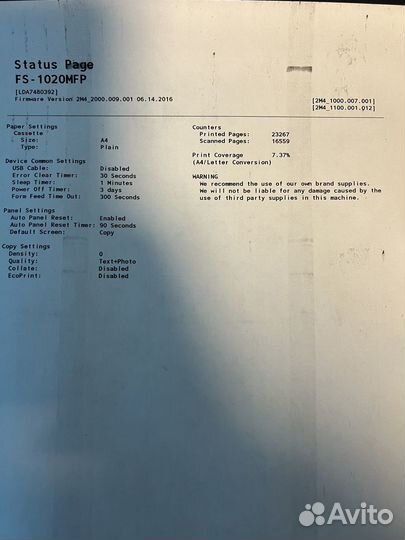 Status Page
FS-1020MFP
[LDA7480392]
Firmware Version 2M4_2000.009.001 06.14.2016
[2M4_1000.007.001]
[2M4_1100.001.012]
Paper Settings
Cassette
Size: A4
Type: Plain
Device Common Settings
USB Cable: Disabled
Error Clear Timer: 30 Seconds
Sleep Timer: 1 Minutes
Power Off Timer: 3 days
Form Feed Time Out: 300 Seconds
Panel Settings
Auto Panel Reset: Enabled
Auto Panel Reset Timer: 90 Seconds
Default Screen: Copy
Copy Settings
Density: 0
Quality: Text+Photo
Collate: Disabled
EcoPrint: Disabled
Counters
Printed Pages: 23267
Scanned Pages: 16559
Print Coverage 7.37%
(A4/Letter Conversion)
WARNING
We recommend the use of our own brand supplies.
We will not be liable for any damage caused by the
use of third party supplies in this machine.
Avito